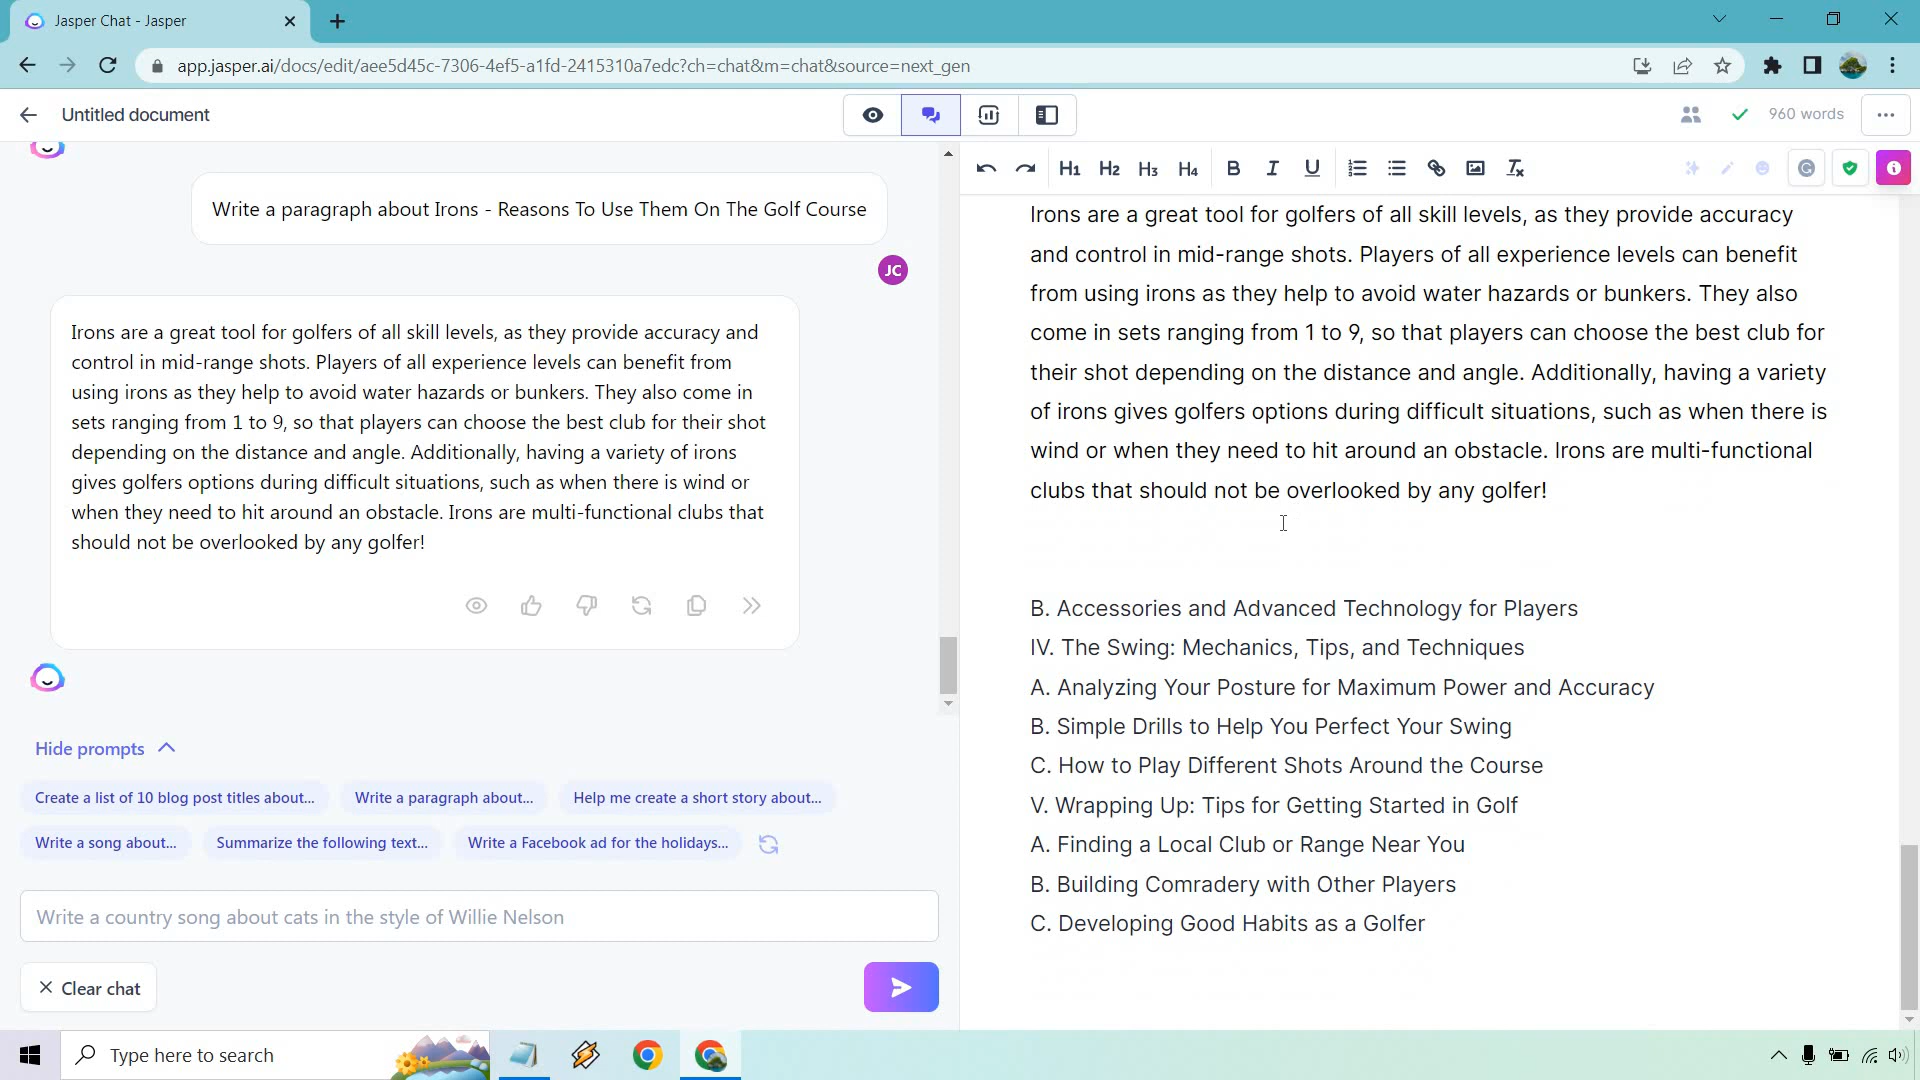 Jasper Chat - Jasper
app.jasper.ai/docs/edit/aee5d45c-7306-4ef5-a1fd-2415310a7edc?ch=chat&m=chat&source=next_gen
Untitled document
960 words
Write a paragraph about Irons - Reasons To Use Them On The Golf Course
JC
Irons are a great tool for golfers of all skill levels, as they provide accuracy and
control in mid-range shots. Players of all experience levels can benefit from
using irons as they help to avoid water hazards or bunkers. They also come in
sets ranging from 1 to 9, so that players can choose the best club for their shot
depending on the distance and angle. Additionally, having a variety of irons
gives golfers options during difficult situations, such as when there is wind or
when they need to hit around an obstacle. Irons are multi-functional clubs that
should not be overlooked by any golfer!
Hide prompts
Create a list of 10 blog post titles about...
Write a paragraph about...
Help me create a short story about...
Write a song about...
Summarize the following text...
Write a Facebook ad for the holidays...
Write a country song about cats in the style of Willie Nelson
Clear chat
H1 H2 H3 H4 B I U
Irons are a great tool for golfers of all skill levels, as they provide accuracy
and control in mid-range shots. Players of all experience levels can benefit
from using irons as they help to avoid water hazards or bunkers. They also
come in sets ranging from 1 to 9, so that players can choose the best club for
their shot depending on the distance and angle. Additionally, having a variety
of irons gives golfers options during difficult situations, such as when there is
wind or when they need to hit around an obstacle. Irons are multi-functional
clubs that should not be overlooked by any golfer!
B. Accessories and Advanced Technology for Players
IV. The Swing: Mechanics, Tips, and Techniques
A. Analyzing Your Posture for Maximum Power and Accuracy
B. Simple Drills to Help You Perfect Your Swing
C. How to Play Different Shots Around the Course
V. Wrapping Up: Tips for Getting Started in Golf
A. Finding a Local Club or Range Near You
B. Building Comradery with Other Players
C. Developing Good Habits as a Golfer
Type here to search